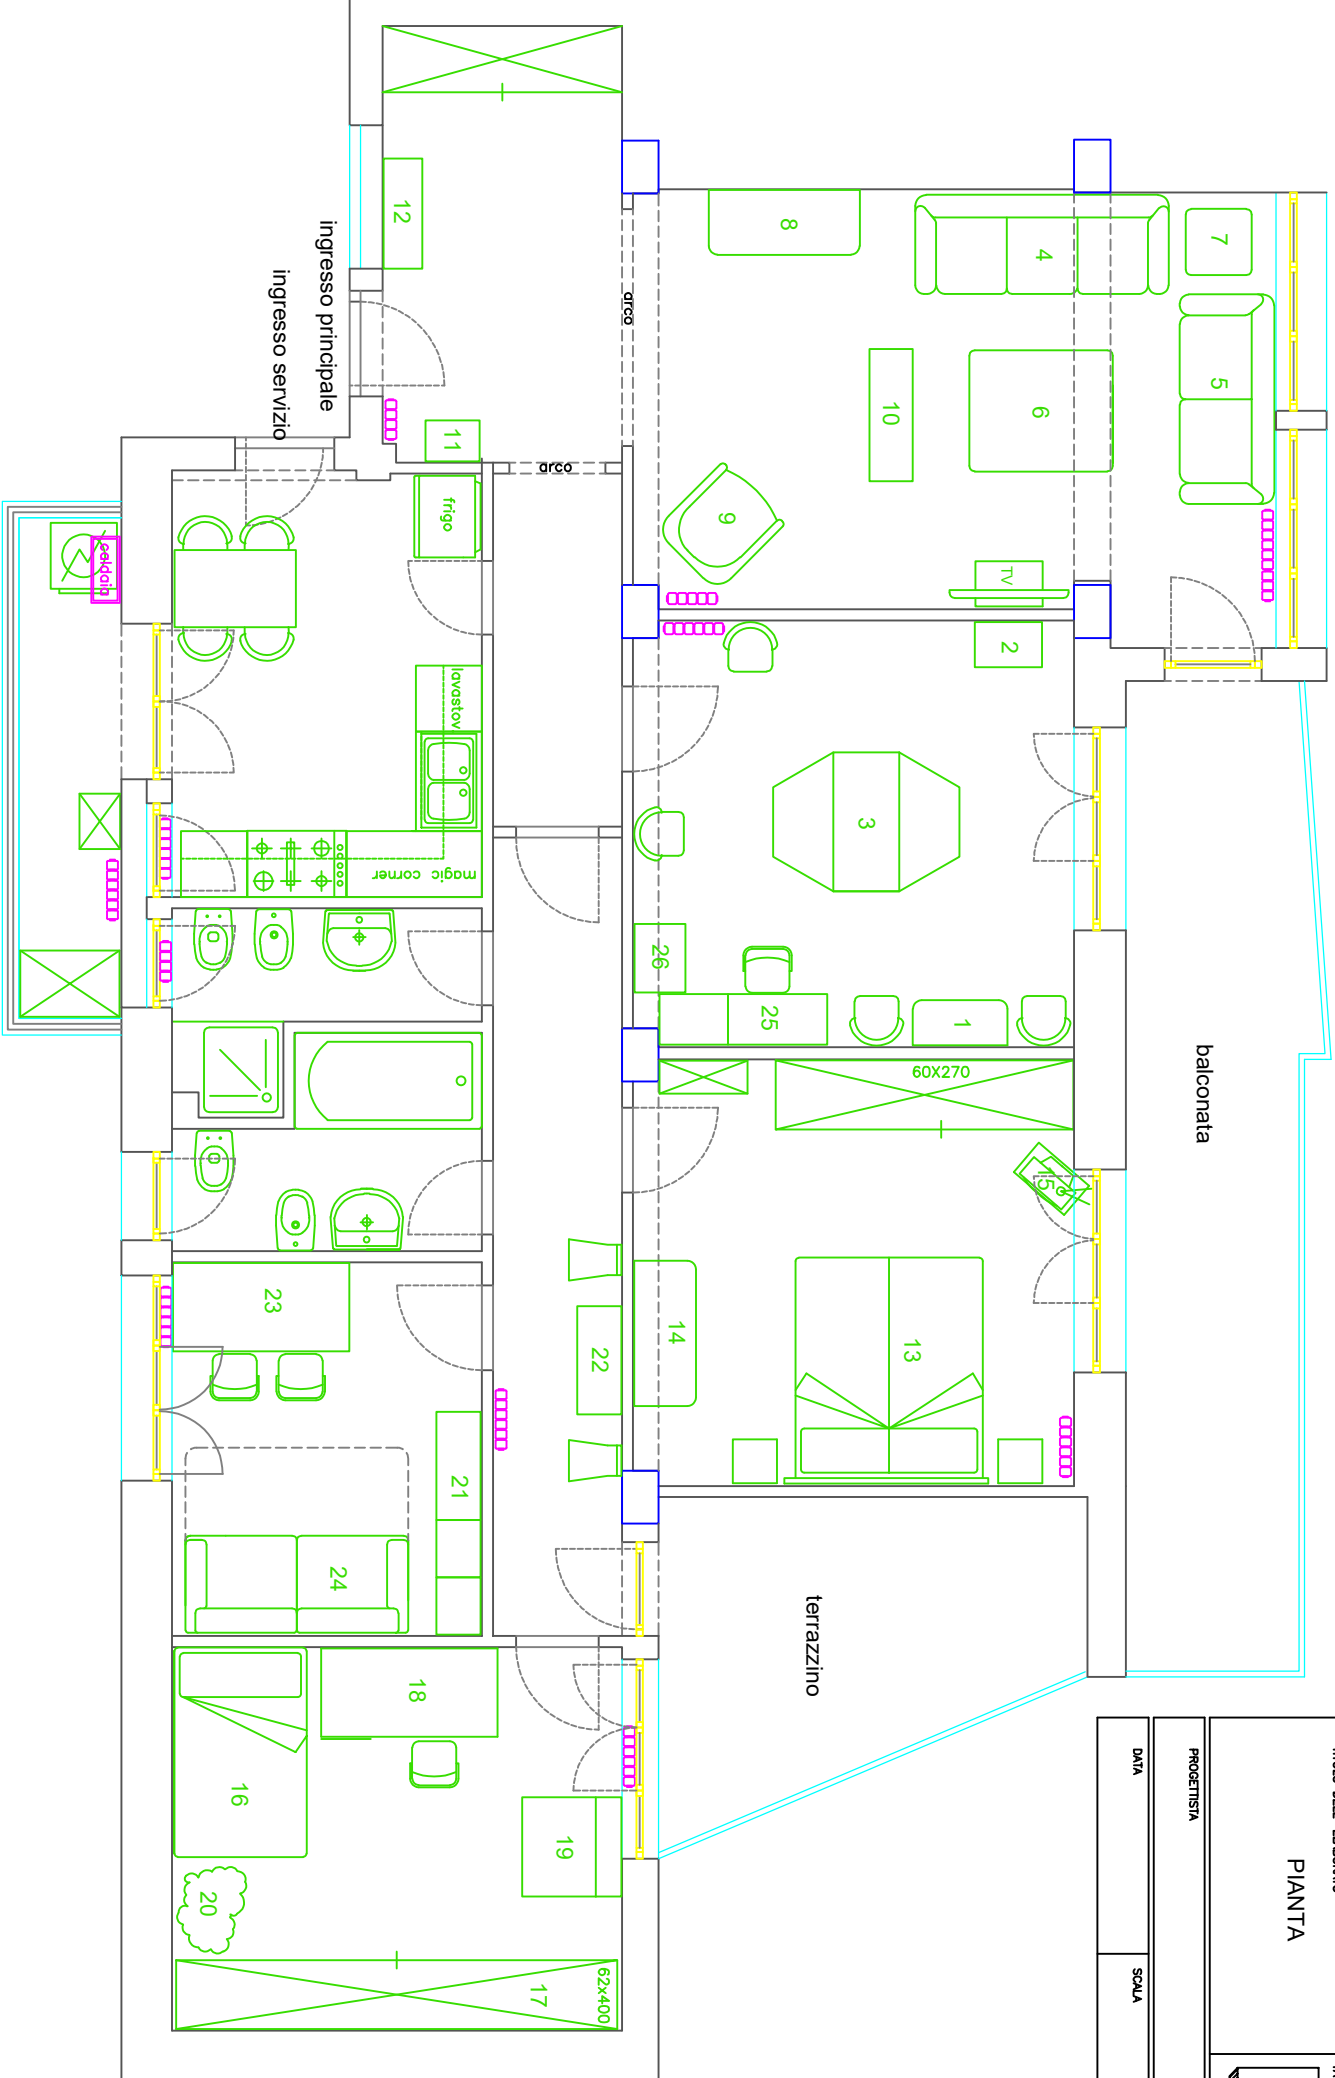 12
ingresso principale
ingresso servizio
arco
arco
8
4
7
5
6
10
9
11
frigo
TV
2
caldaia
lavastov.
magic corner
3
26
25
1
60X270
balconata
15
14
13
23
22
21
24
terrazzino
18
16
19
20
17
62x400
PROGETTISTA
DATA
SCALA
PIANTA